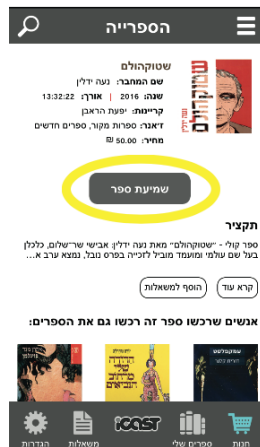 הספרייה
שטוקהולם
שם המחבר: נעה ידלין
שנה: 2016 | אורך: 13:32:22
קריינות: יפעת הראבן
ז'אנר: ספרות מקור, ספרים חדשים
מחיר: 50.00 ₪
שטוקהולם
נעה ידלין
שמיעת ספר
תקציר
ספר קולי - "שטוקהולם" מאת נעה ידלין: אבישי שר־שלום, כלכלן
בעל שם עולמי ומועמד מוביל לזכייה בפרס נובל, נמצא ערב א...
קרא עוד
הוסף למשאלות
אנשים שרכשו ספר זה רכשו גם את הספרים:
חנות
ספרים שלי
icast
משאלות
הגדרות